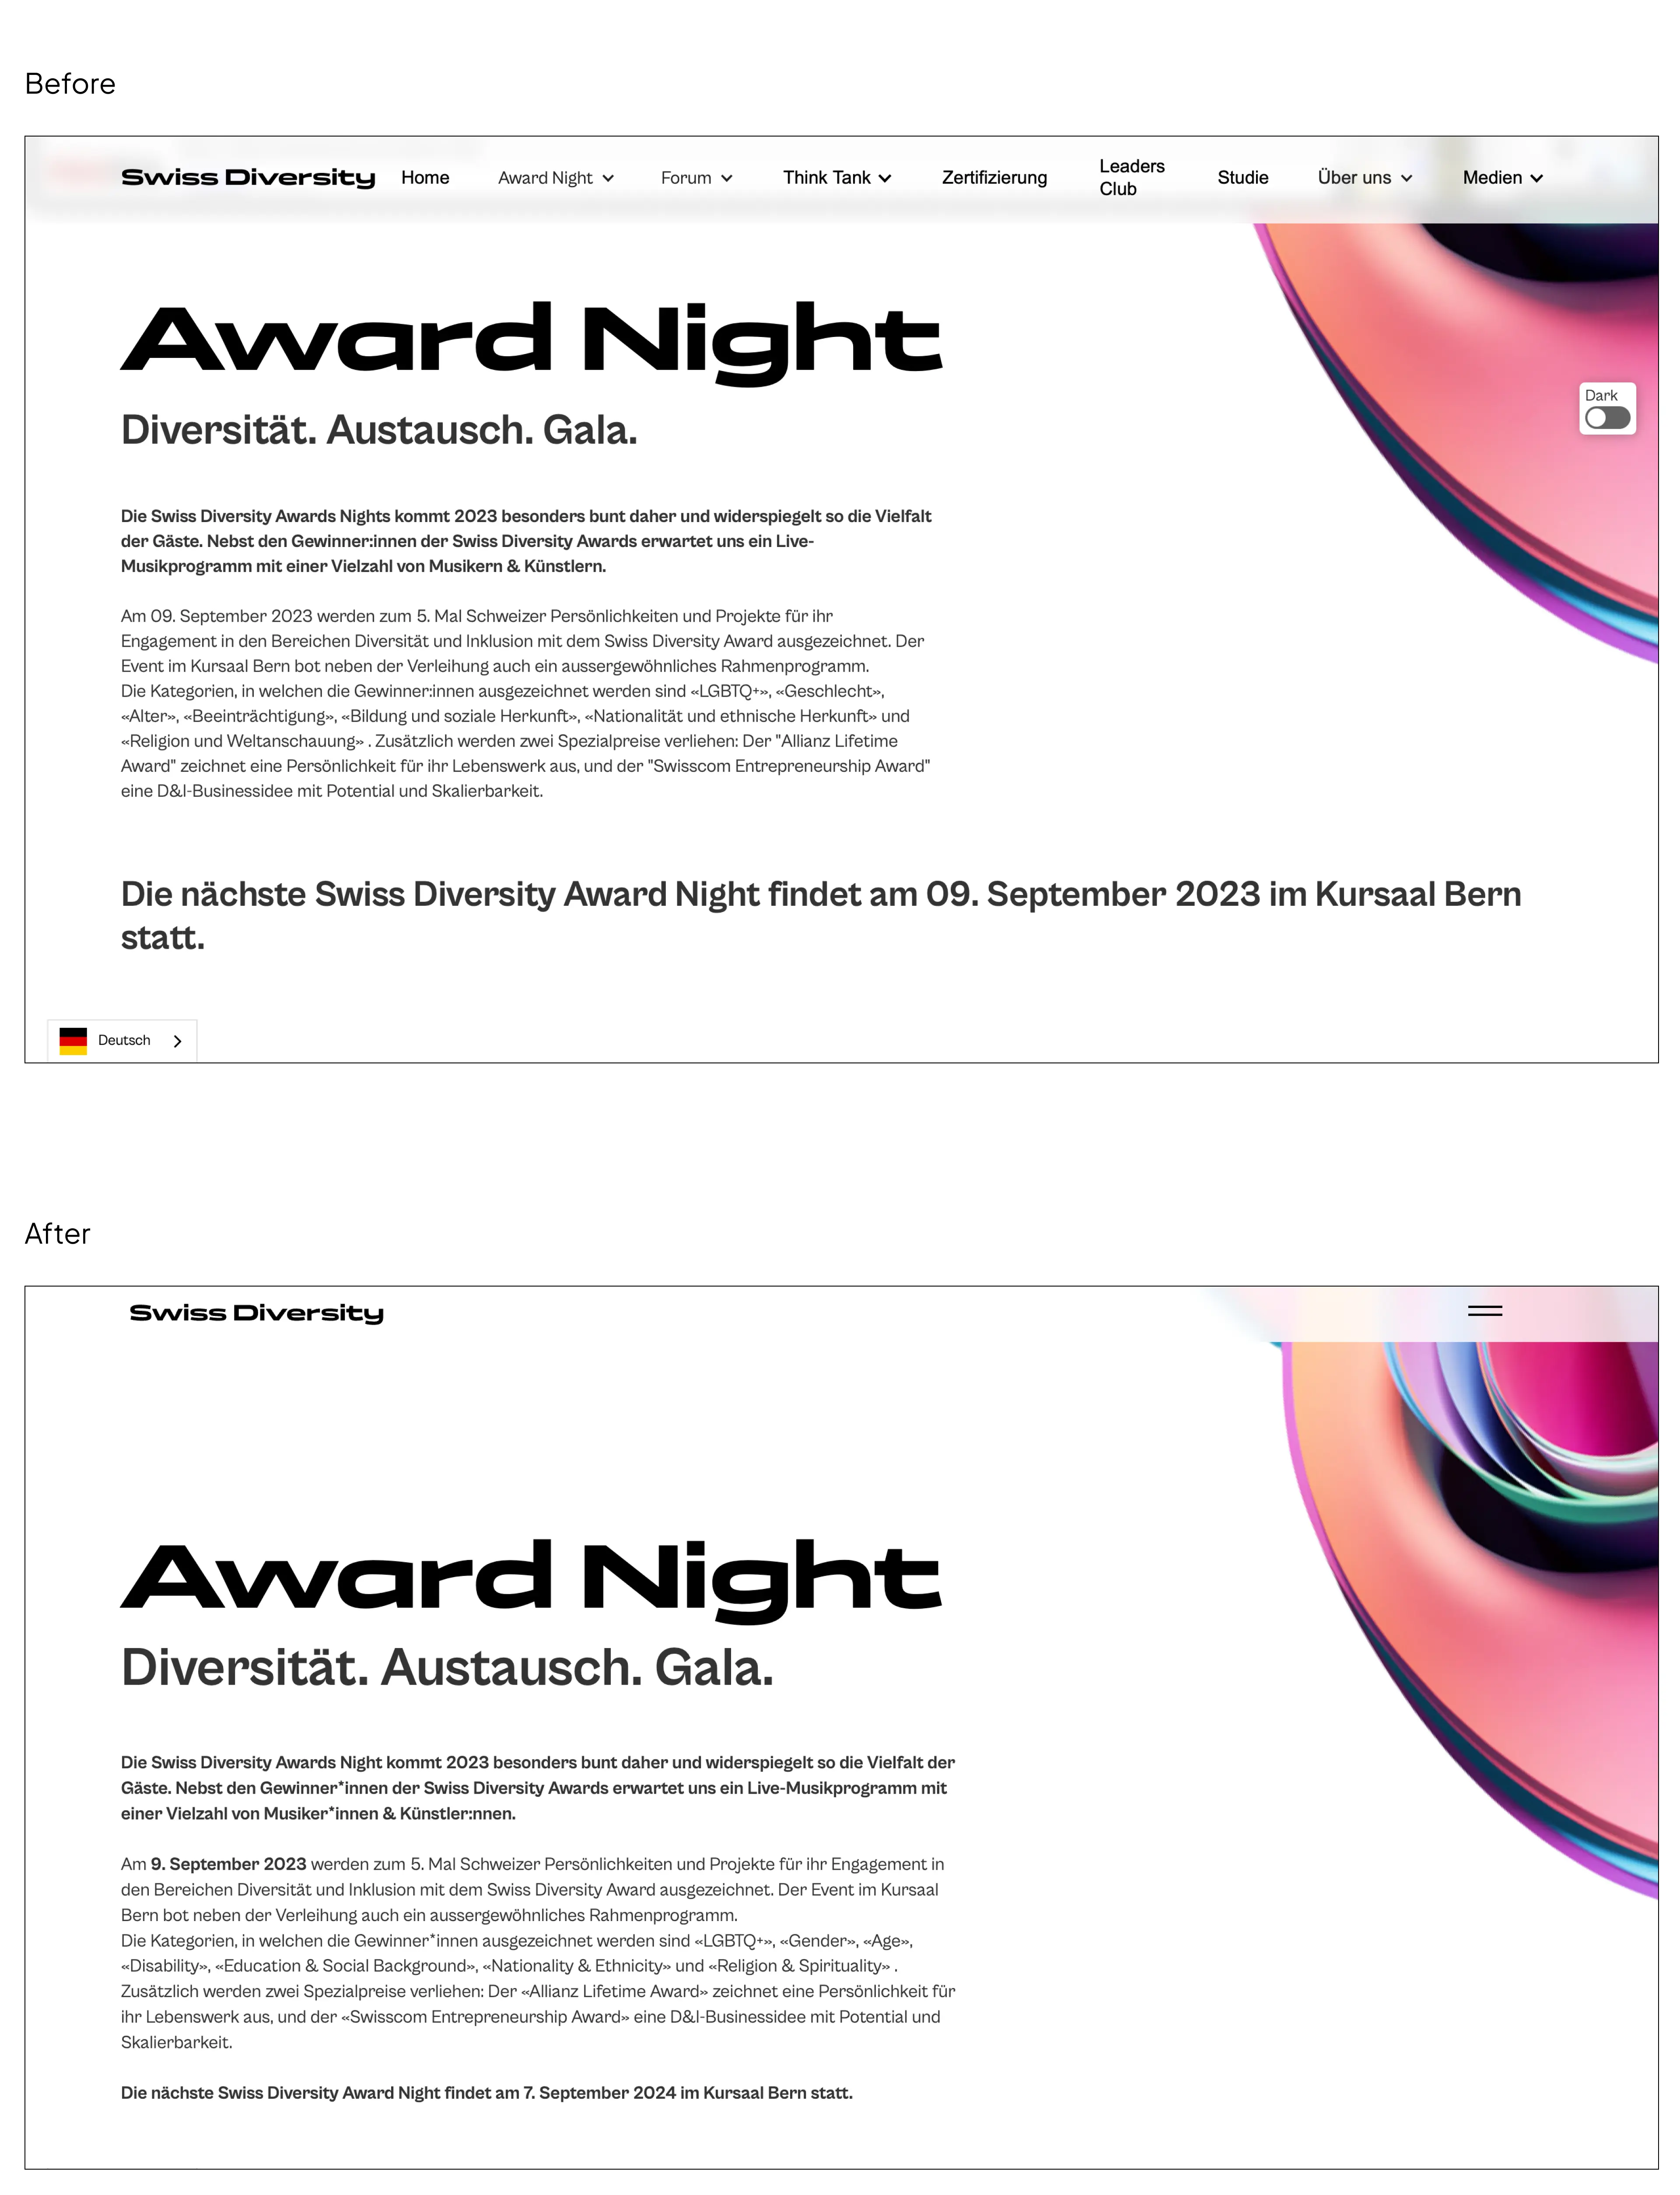 Before
Swiss Diversity Home Award Night Forum Think Tank Zertifizierung Leaders Club Studie Über uns Medien
Award Night
Diversität. Austausch. Gala.
Dark
Die Swiss Diversity Awards Nights kommt 2023 besonders bunt daher und widerspiegelt so die Vielfalt
der Gäste. Nebst den Gewinner:innen der Swiss Diversity Awards erwartet uns ein Live-
Musikprogramm mit einer Vielzahl von Musikern & Künstlern.
Am 09. September 2023 werden zum 5. Mal Schweizer Persönlichkeiten und Projekte für ihr
Engagement in den Bereichen Diversität und Inklusion mit dem Swiss Diversity Award ausgezeichnet. Der
Event im Kursaal Bern bot neben der Verleihung auch ein aussergewöhnliches Rahmenprogramm.
Die Kategorien, in welchen die Gewinner:innen ausgezeichnet werden sind «LGBTQ+», «Geschlecht»,
«Alter», «Beeinträchtigung», «Bildung und soziale Herkunft», «Nationalität und ethnische Herkunft» und
«Religion und Weltanschauung» . Zusätzlich werden zwei Spezialpreise verliehen: Der "Allianz Lifetime
Award" zeichnet eine Persönlichkeit für ihr Lebenswerk aus, und der "Swisscom Entrepreneurship Award"
eine D&I-Businessidee mit Potential und Skalierbarkeit.
Die nächste Swiss Diversity Award Night findet am 09. September 2023 im Kursaal Bern
statt.
Deutsch
After
Swiss Diversity
Award Night
Diversität. Austausch. Gala.
Die Swiss Diversity Awards Night kommt 2023 besonders bunt daher und widerspiegelt so die Vielfalt der
Gäste. Nebst den Gewinner*innen der Swiss Diversity Awards erwartet uns ein Live-Musikprogramm mit
einer Vielzahl von Musiker*innen & Künstler:nnen.
Am 9. September 2023 werden zum 5. Mal Schweizer Persönlichkeiten und Projekte für ihr Engagement in
den Bereichen Diversität und Inklusion mit dem Swiss Diversity Award ausgezeichnet. Der Event im Kursaal
Bern bot neben der Verleihung auch ein aussergewöhnliches Rahmenprogramm.
Die Kategorien, in welchen die Gewinner*innen ausgezeichnet werden sind «LGBTQ+», «Gender», «Age»,
«Disability», «Education & Social Background», «Nationality & Ethnicity» und «Religion & Spirituality» .
Zusätzlich werden zwei Spezialpreise verliehen: Der «Allianz Lifetime Award» zeichnet eine Persönlichkeit für
ihr Lebenswerk aus, und der «Swisscom Entrepreneurship Award» eine D&I-Businessidee mit Potential und
Skalierbarkeit.
Die nächste Swiss Diversity Award Night findet am 7. September 2024 im Kursaal Bern statt.